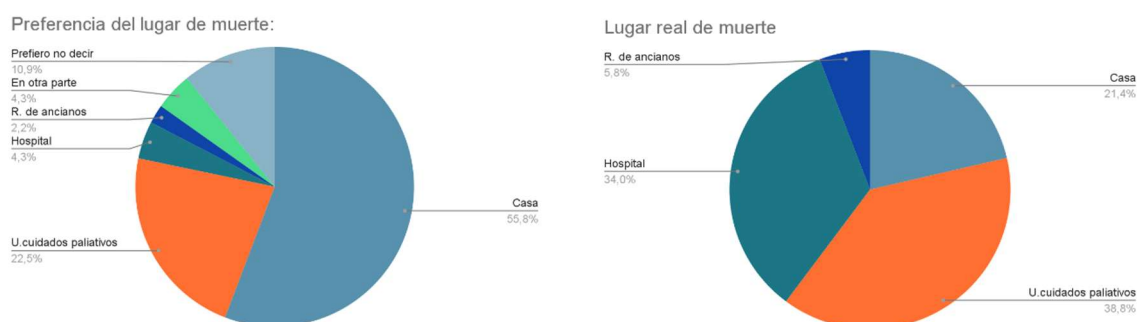 Preferencia del lugar de muerte:
Prefiero no decir
10,9%
En otra parte
4,3%
R. de ancianos
2,2%
Hospital
4,3%
U.cuidados paliativos
22,5%
Casa
55,8%
Lugar real de muerte
R. de ancianos
5,8%
Hospital
34,0%
Casa
21,4%
U.cuidados paliativos
38,8%